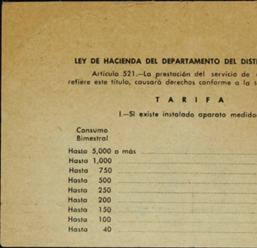 LEY DE HACIENDA DEL DEPARTAMENTO DEL
Artículo 521.—La prestación del servicio de
refiere este título, causará derechos conforme a la
TARIFA
I.—Si existe instalado aparato
Consumo
Bimestral
Hasta 5,000 o más
Hasta 1,000
Hasta 750
Hasta 500
Hasta 250
Hasta 200
Hasta 150
Hasta 100
Hasta 40